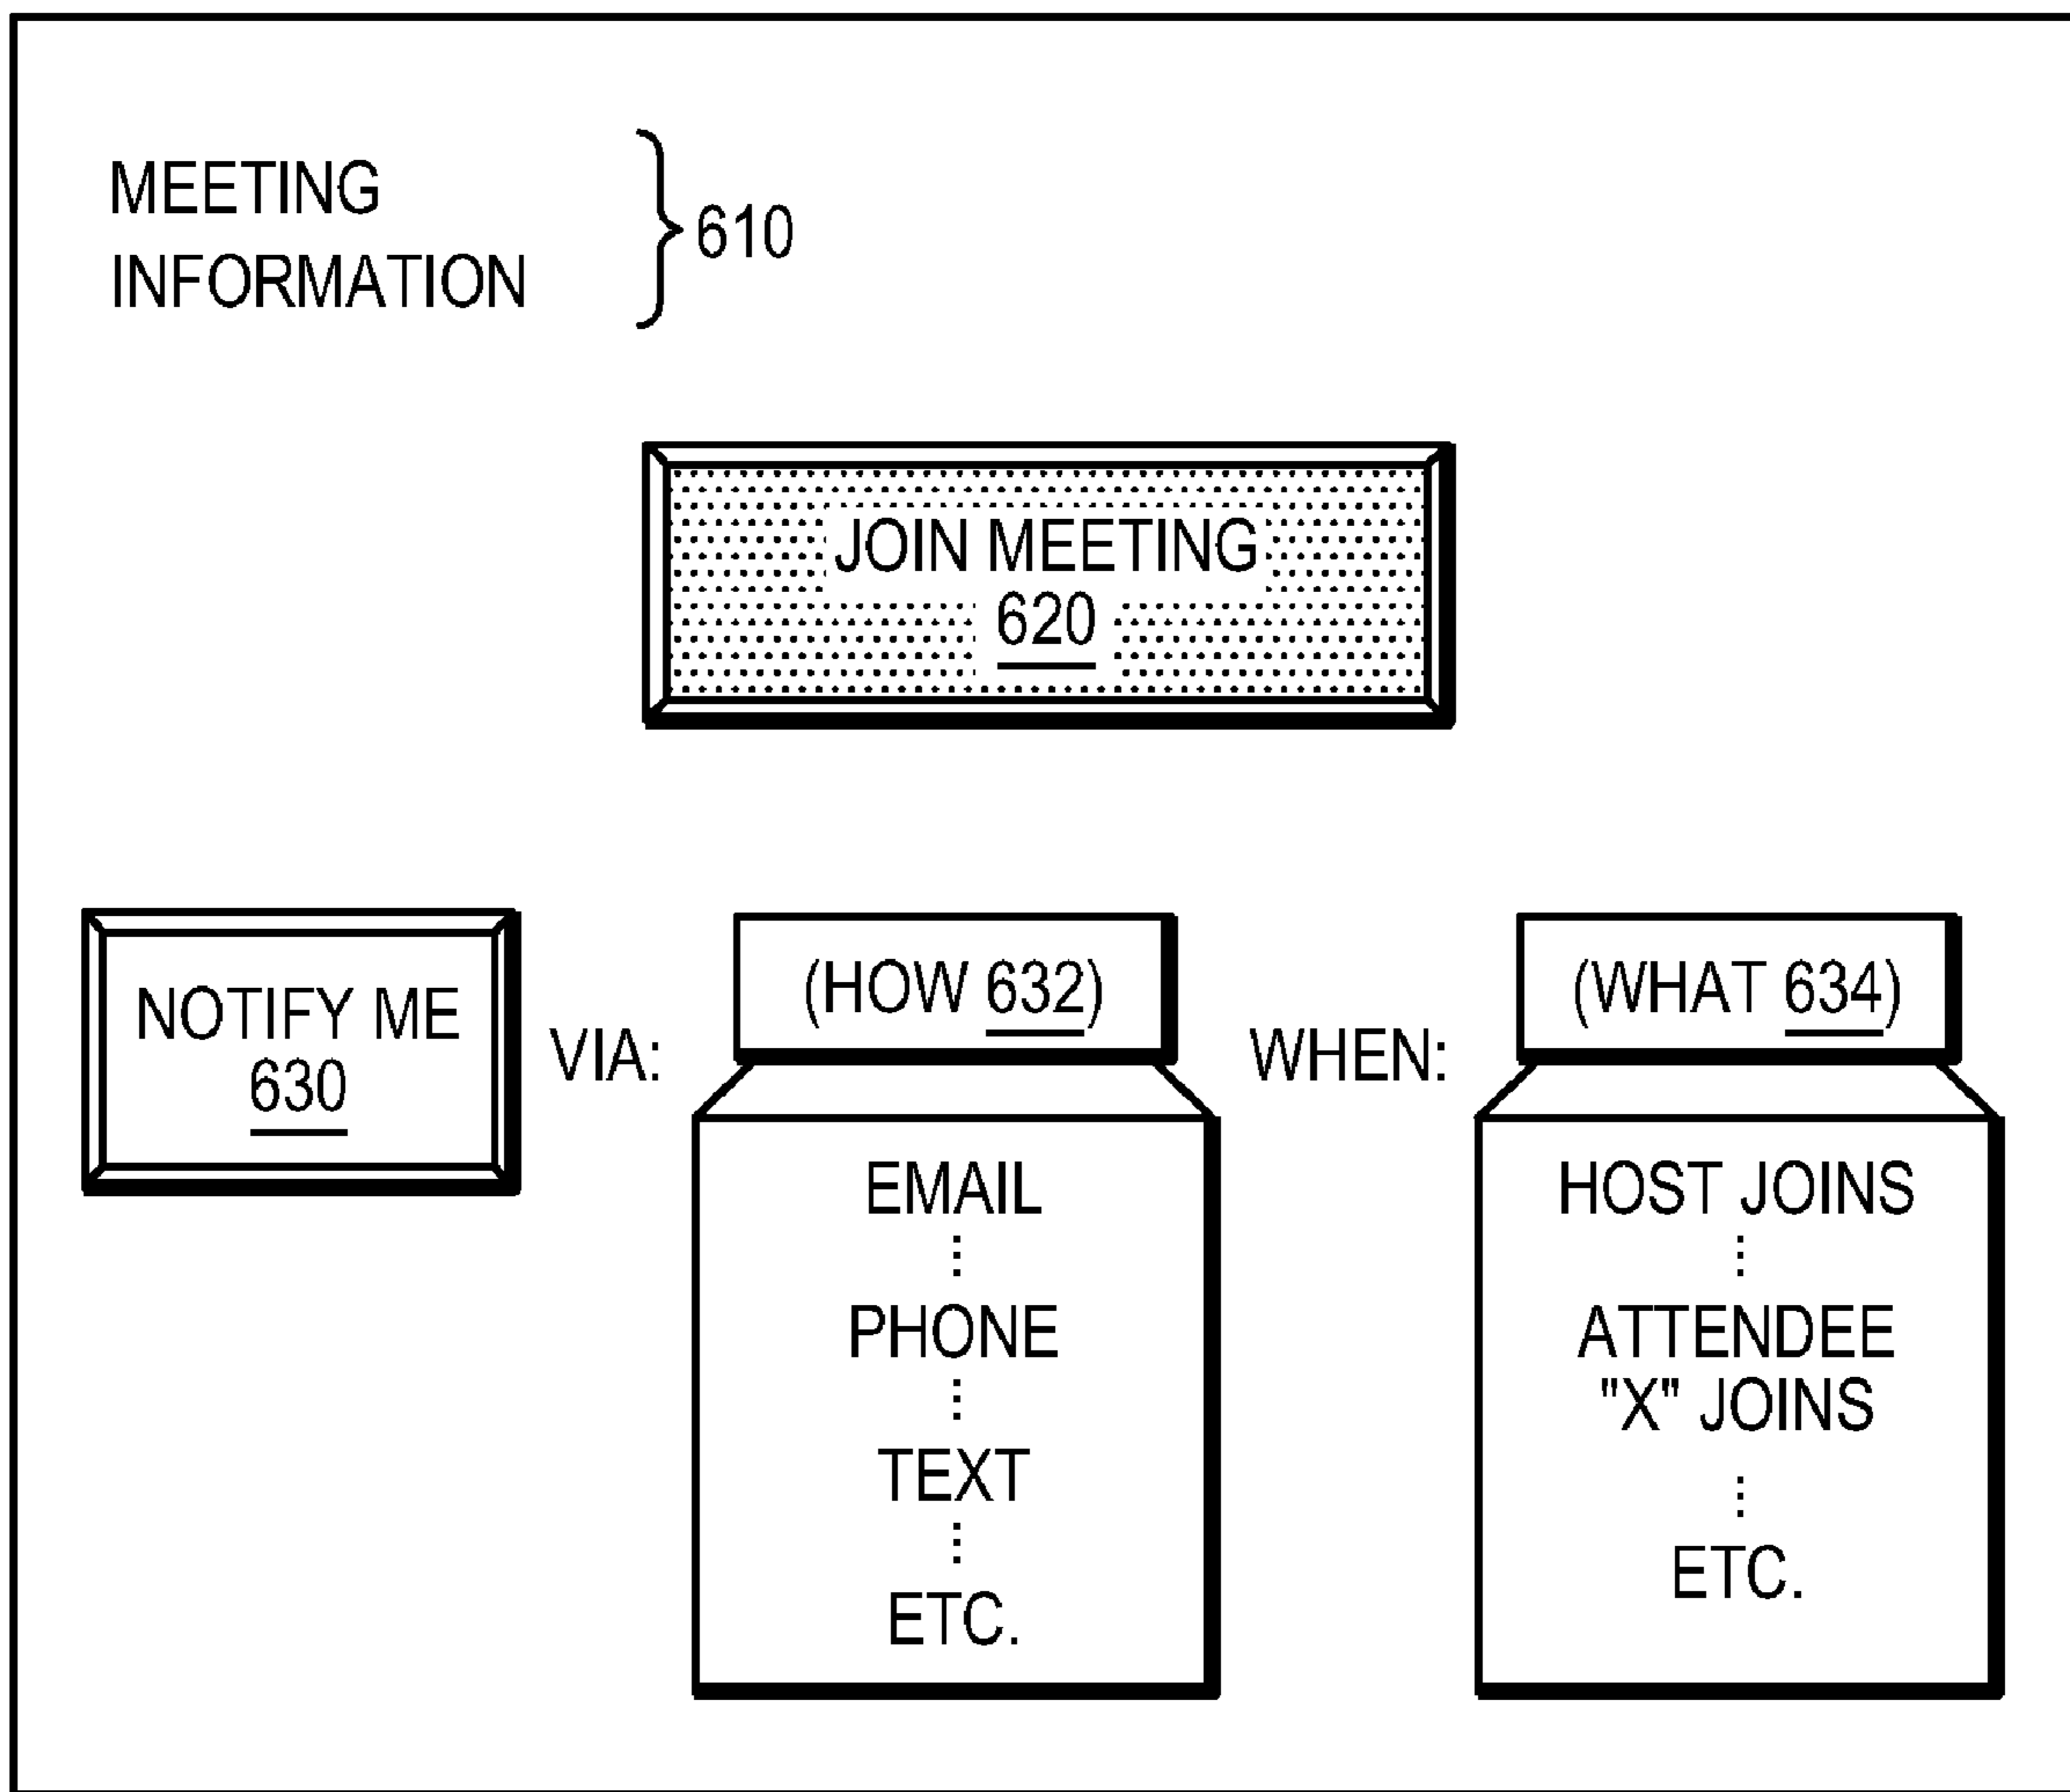 MEETING
INFORMATION
610
JOIN MEETING
620
NOTIFY ME
630
VIA:
(HOW 632)
EMAIL
PHONE
TEXT
ETC.
WHEN:
(WHAT 634)
HOST JOINS
ATTENDEE
"X" JOINS
ETC.